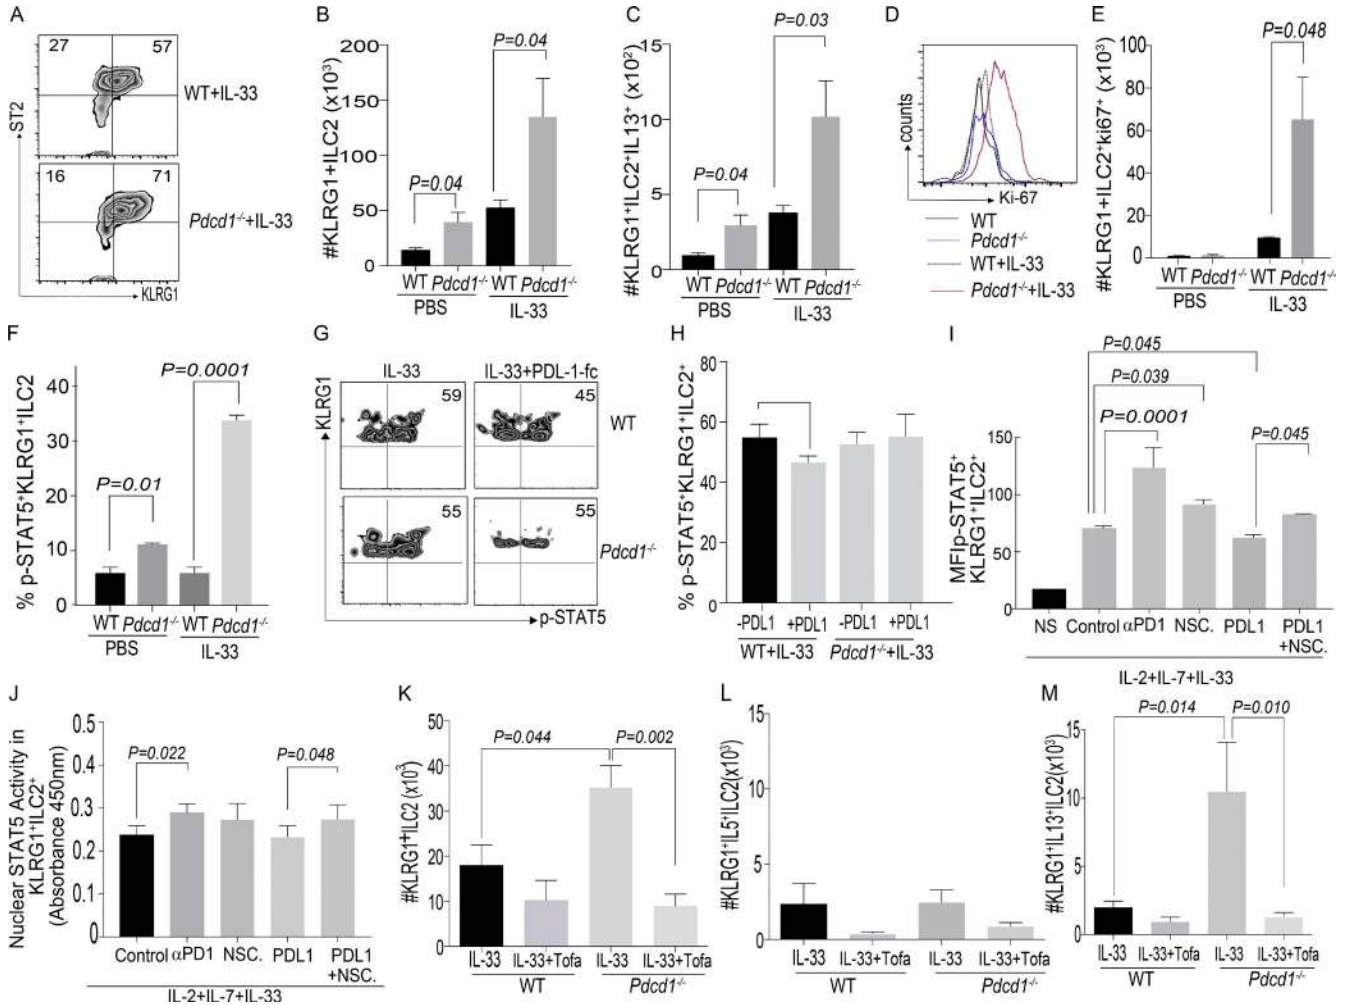 A
27
57
ST2
WT+IL-33
16
71
Pdcd1-/-+IL-33
KLRG1
B
#KLRG1+ILC2 (x10³)
200
150
100
50
0
P=0.04
P=0.04
WT Pdcd1-/- WT Pdcd1-/-
PBS IL-33
C
#KLRG1⁺ILC2⁺IL13⁺ (x10²)
15
10
5
0
P=0.03
P=0.04
WT Pdcd1-/- WT Pdcd1-/-
PBS IL-33
D
counts
Ki-67
WT
Pdcd1-/-
WT+IL-33
Pdcd1-/-+IL-33
E
#KLRG1+ILC2⁺ki67⁺ (x10³)
100
80
60
40
20
0
P=0.048
WT Pdcd1-/- WT Pdcd1-/-
PBS IL-33
F
% p-STAT5⁺KLRG1⁺ILC2
40
30
20
10
0
P=0.0001
P=0.01
WT Pdcd1-/- WT Pdcd1-/-
PBS IL-33
G
IL-33 IL-33+PDL-1-fc
KLRG1
59
45
WT
55
55
Pdcd1-/-
p-STAT5
H
% p-STAT5⁺KLRG1⁺ILC2⁺
80
60
40
20
0
-PDL1 +PDL1 -PDL1 +PDL1
WT+IL-33 Pdcd1-/-+IL-33
I
P=0.045
P=0.039
P=0.0001
P=0.045
MFIp-STAT5⁺
KLRG1⁺ILC2⁺
150
100
50
0
NS Control αPD1 NSC. PDL1 PDL1
+NSC.
IL-2+IL-7+IL-33
J
Nuclear STAT5 Activity in
KLRG1⁺ILC2⁺
(Absorbance 450nm)
0.5
0.4
0.3
0.2
0.1
0
P=0.022
P=0.048
Control αPD1 NSC. PDL1 PDL1
+NSC.
IL-2+IL-7+IL-33
K
#KLRG1⁺ILC2 (x10³)
50
40
30
20
10
0
P=0.044
P=0.002
IL-33 IL-33+Tofa IL-33 IL-33+Tofa
WT Pdcd1-/-
L
#KLRG1⁺IL5⁺ILC2(x10³)
15
10
5
0
IL-33 IL-33+Tofa IL-33 IL-33+Tofa
WT Pdcd1-/-
M
#KLRG1⁺IL13⁺ILC2(x10³)
15
10
5
0
P=0.014
P=0.010
IL-33 IL-33+Tofa IL-33 IL-33+Tofa
WT Pdcd1-/-